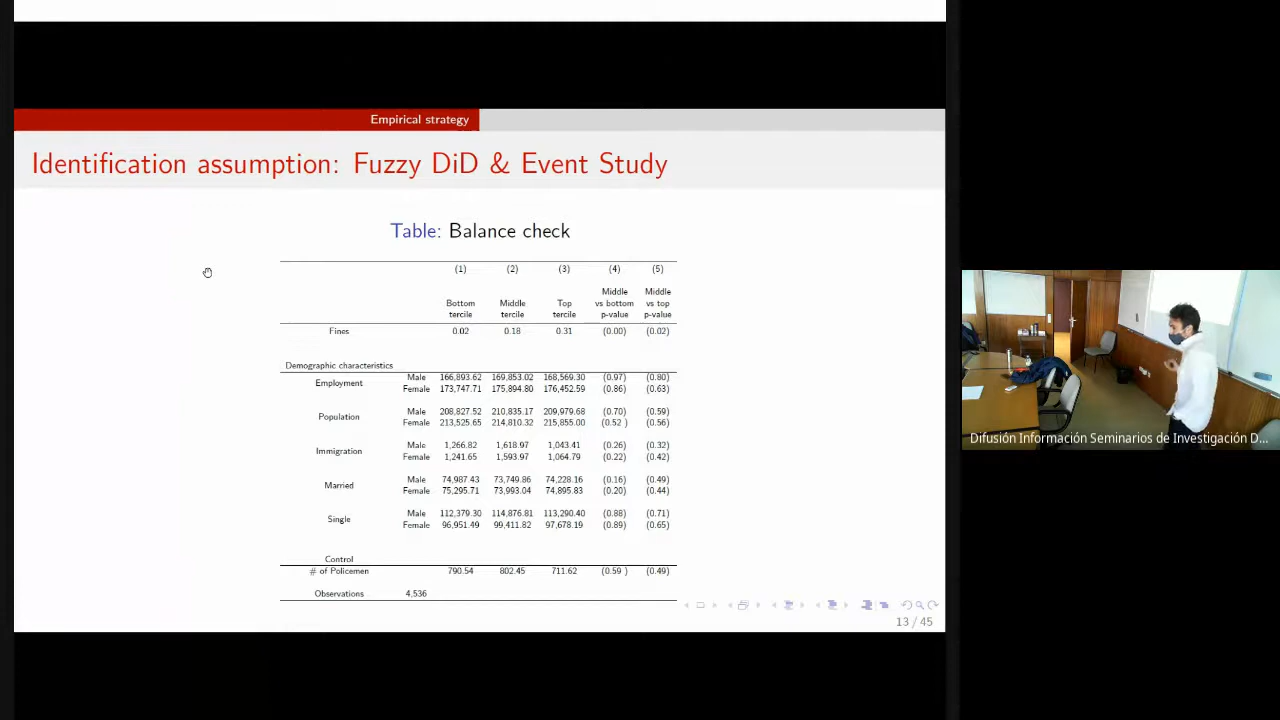 Empirical strategy
Identification assumption: Fuzzy DiD & Event Study
Table: Balance check
(1) (2) (3) (4) (5)
Bottom tercile Middle tercile Top tercile Middle vs bottom p-value Middle vs top p-value
Fines 0.02 0.18 0.31 (0.00) (0.02)
Demographic characteristics
Employment Male 166,893.62 169,853.02 168,569.30 (0.97) (0.80)
Female 173,747.71 175,894.80 176,452.59 (0.86) (0.63)
Population Male 208,827.52 210,835.17 209,979.68 (0.70) (0.59)
Female 213,525.65 214,810.32 215,855.00 (0.52 ) (0.56)
Immigration Male 1,266.82 1,618.97 1,043.41 (0.26) (0.32)
Female 1,241.65 1,593.97 1,064.79 (0.22) (0.42)
Married Male 74,987.43 73,749.86 74,228.16 (0.16) (0.49)
Female 75,295.71 73,993.04 74,895.83 (0.20) (0.44)
Single Male 112,379.30 114,876.81 113,290.40 (0.88) (0.71)
Female 96,951.49 99,411.82 97,678.19 (0.89) (0.65)
Control
# of Policemen 790.54 802.45 711.62 (0.59 ) (0.49)
Observations 4,536
13 / 45
Difusión Información Seminarios de Investigación D...